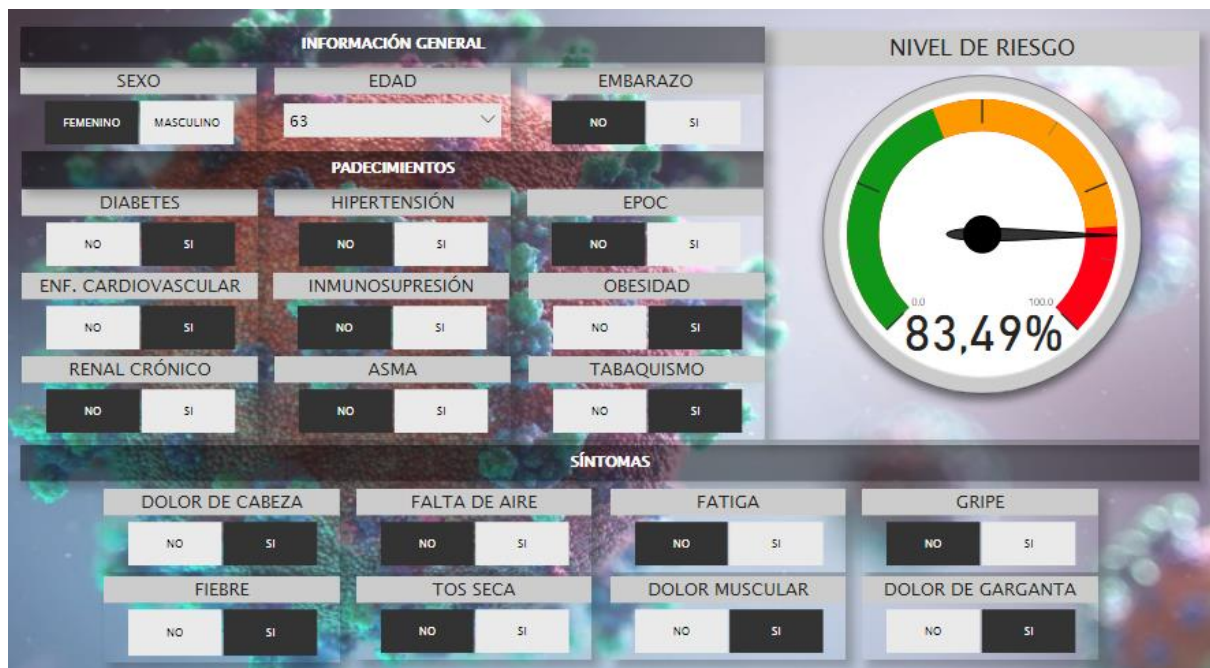 INFORMACIÓN GENERAL
NIVEL DE RIESGO
SEXO EDAD EMBARAZO
FEMENINO MASCULINO 63 NO SI
PADECIMIENTOS
DIABETES HIPERTENSIÓN EPOC
NO SI NO SI NO SI
ENF. CARDIOVASCULAR INMUNOSUPRESIÓN OBESIDAD
NO SI NO SI NO SI
RENAL CRÓNICO ASMA TABAQUISMO
NO SI NO SI NO SI
0.0 100.0
83,49%
SÍNTOMAS
DOLOR DE CABEZA FALTA DE AIRE FATIGA GRIPE
NO SI NO SI NO SI NO SI
FIEBRE TOS SECA DOLOR MUSCULAR DOLOR DE GARGANTA
NO SI NO SI NO SI NO SI